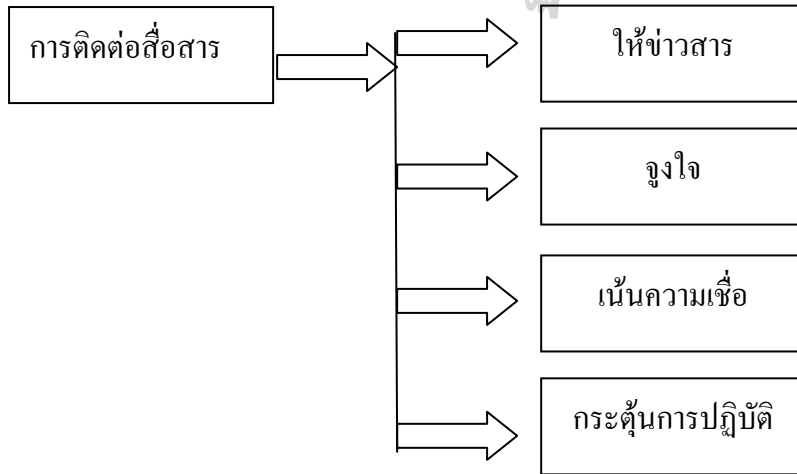 การติดต่อสื่อสาร
ให้ข่าวสาร
จูงใจ
เน้นความเชื่อ
กระตุ้นการปฏิบัติ